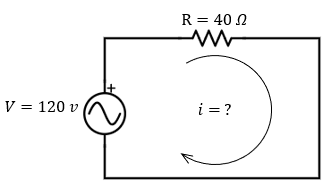 R = 40 Ω
+
V = 120 v
i = ?